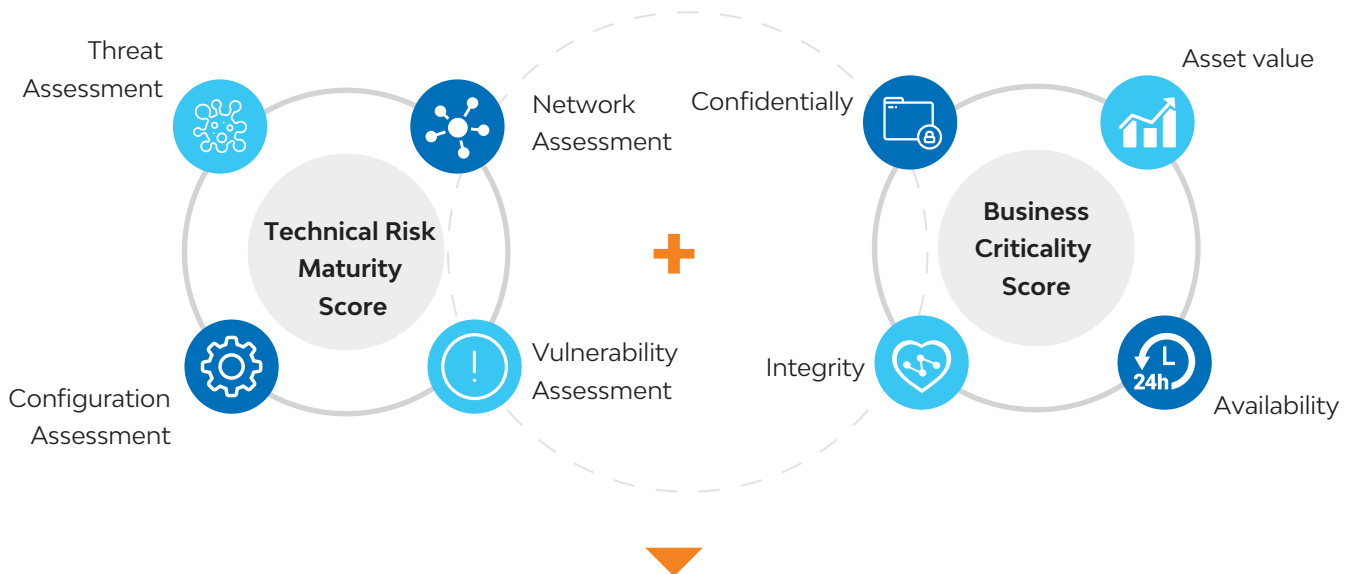 Threat
Assessment
Network
Assessment
Technical Risk
Maturity
Score
Configuration
Assessment
Vulnerability
Assessment
Confidentially
Asset value
Business
Criticality
Score
Integrity
24h
Availability